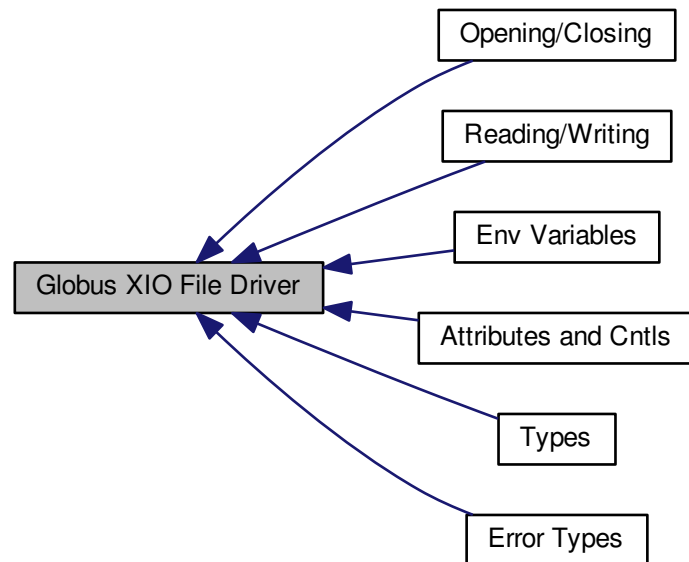 Opening/Closing
Reading/Writing
Env Variables
Globus XIO File Driver
Attributes and Cntls
Types
Error Types